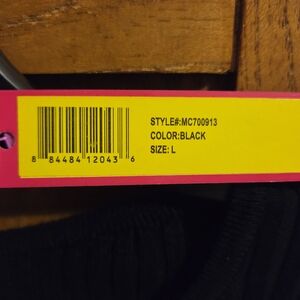 STYLE#:MC700913
COLOR:BLACK
SIZE: L
8 84484 12043 6